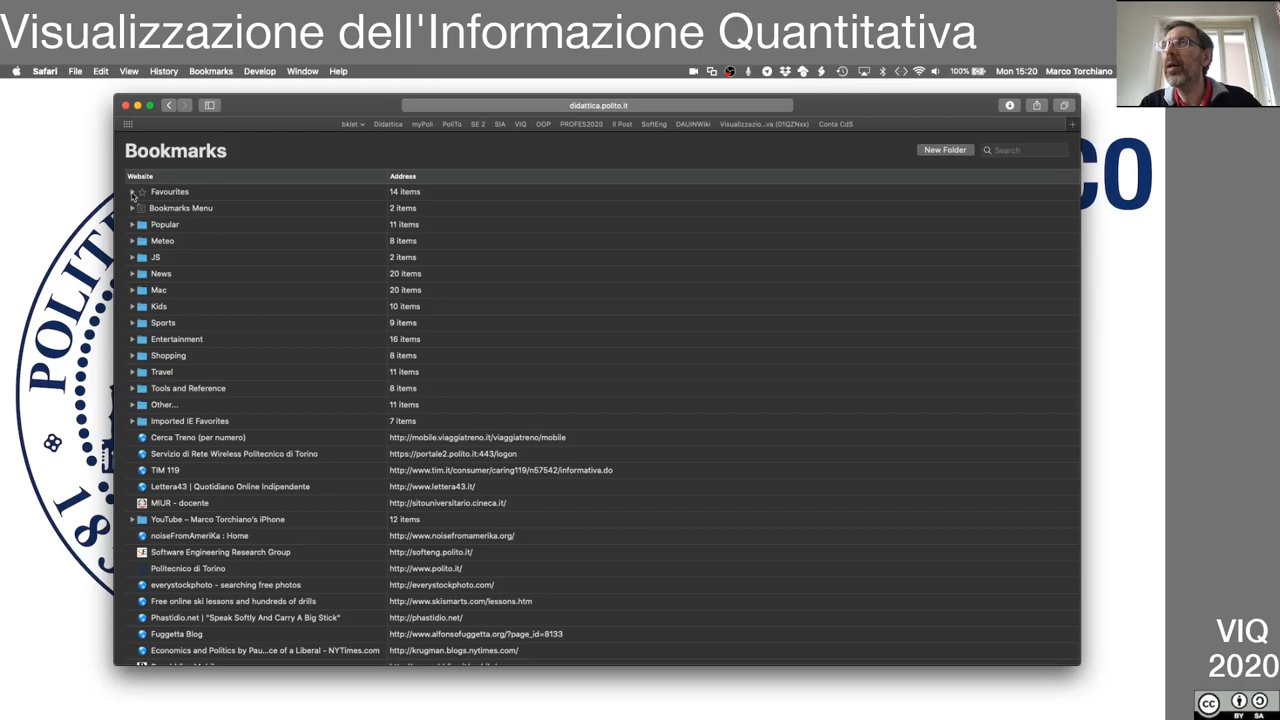 Visualizzazione dell'Informazione Quantitativa
Safari File Edit View History Bookmarks Develop Window Help 100% Mon 15:20 Marco Torchiano
didattica.polito.it
bklet Didattica myPoli PoliTo SE 2 SIA VIQ OOP PROFES2020 Il Post SoftEng DAUINWiki Visualizzazio...va (01QZNxx) Conta CdS
Bookmarks
New Folder
Search
Website Address
Favourites 14 items
Bookmarks Menu 2 items
Popular 11 items
Meteo 8 items
JS 2 items
News 20 items
Mac 20 items
Kids 10 items
Sports 9 items
Entertainment 16 items
Shopping 8 items
Travel 11 items
Tools and Reference 8 items
Other... 11 items
Imported IE Favorites 7 items
Cerca Treno (per numero) http://mobile.viaggiatreno.it/viaggiatreno/mobile
Servizio di Rete Wireless Politecnico di Torino https://portale2.polito.it:443/logon
TIM 119 http://www.tim.it/consumer/caring119/n57542/informativa.do
Lettera43 | Quotidiano Online Indipendente http://www.lettera43.it/
MIUR - docente http://sitouniversitario.cineca.it/
YouTube – Marco Torchiano's iPhone 12 items
noiseFromAmeriKa : Home http://www.noisefromamerika.org/
Software Engineering Research Group http://softeng.polito.it/
Politecnico di Torino http://www.polito.it/
everystockphoto - searching free photos http://everystockphoto.com/
Free online ski lessons and hundreds of drills http://www.skismarts.com/lessons.htm
Phastidio.net | "Speak Softly And Carry A Big Stick" http://phastidio.net/
Fuggetta Blog http://www.alfonsofuggetta.org/?page_id=8133
Economics and Politics by Pau...ce of a Liberal - NYTimes.com http://krugman.blogs.nytimes.com/
POLIT
CO
18
VIQ
2020
CC BY SA